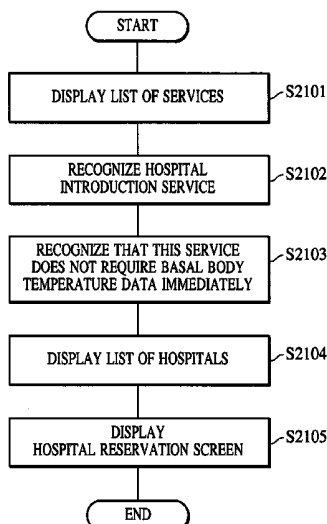 START
DISPLAY LIST OF SERVICES
S2101
RECOGNIZE HOSPITAL
INTRODUCTION SERVICE
S2102
RECOGNIZE THAT THIS SERVICE
DOES NOT REQUIRE BASAL BODY
TEMPERATURE DATA IMMEDIATELY
S2103
DISPLAY LIST OF HOSPITALS
S2104
DISPLAY
HOSPITAL RESERVATION SCREEN
S2105
END